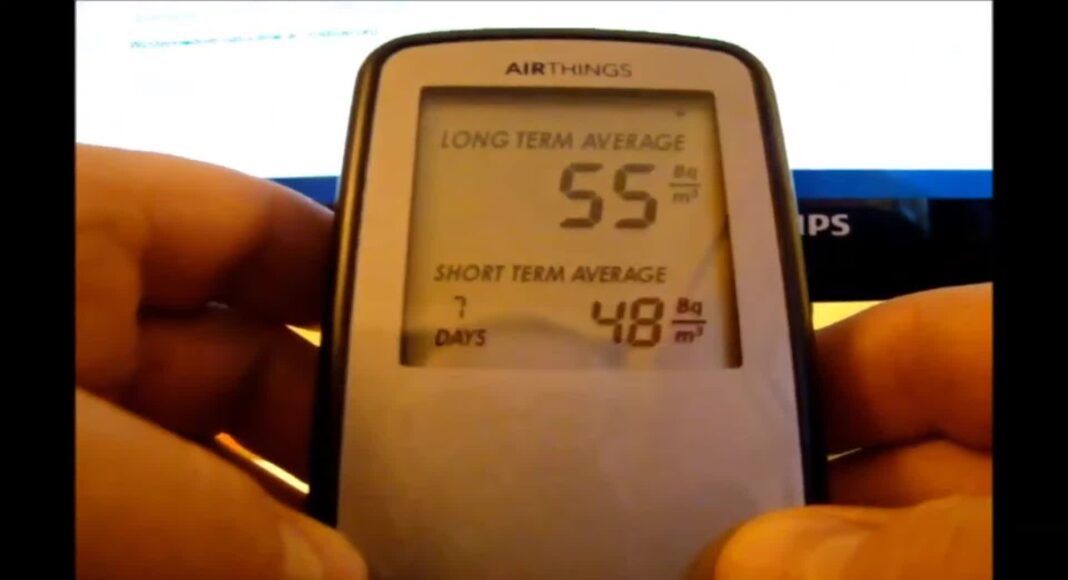 AIRTHINGS
LONG TERM AVERAGE
55 Bq/m³
SHORT TERM AVERAGE
7 DAYS 48 Bq/m³
IPS